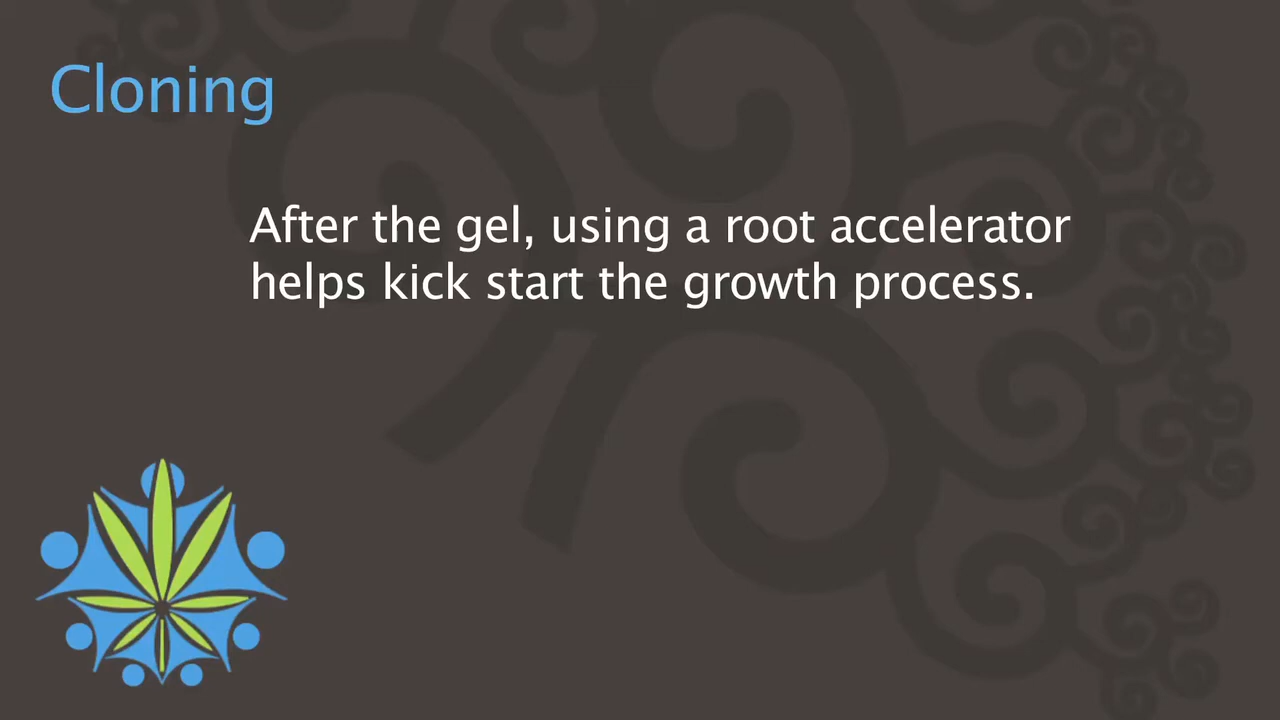 Cloning
After the gel, using a root accelerator
helps kick start the growth process.